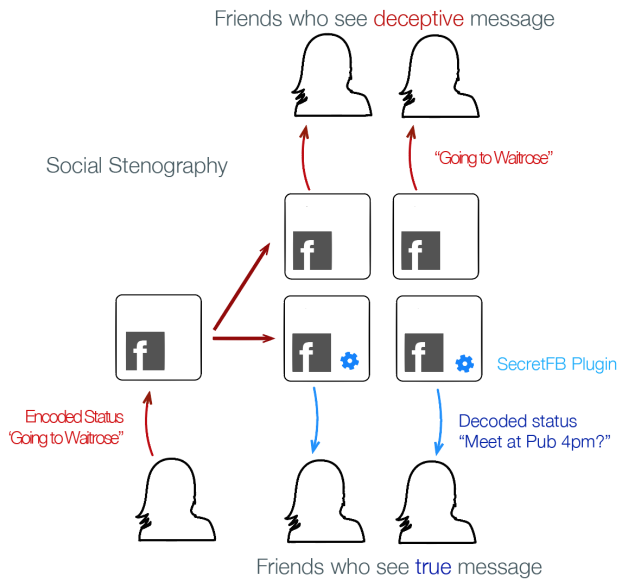 Friends who see deceptive message
Social Stenography
“Going to Waitrose”
f
f
f
f
f
SecretFB Plugin
Encoded Status
‘Going to Waitrose”
Decoded status
“Meet at Pub 4pm?”
Friends who see true message